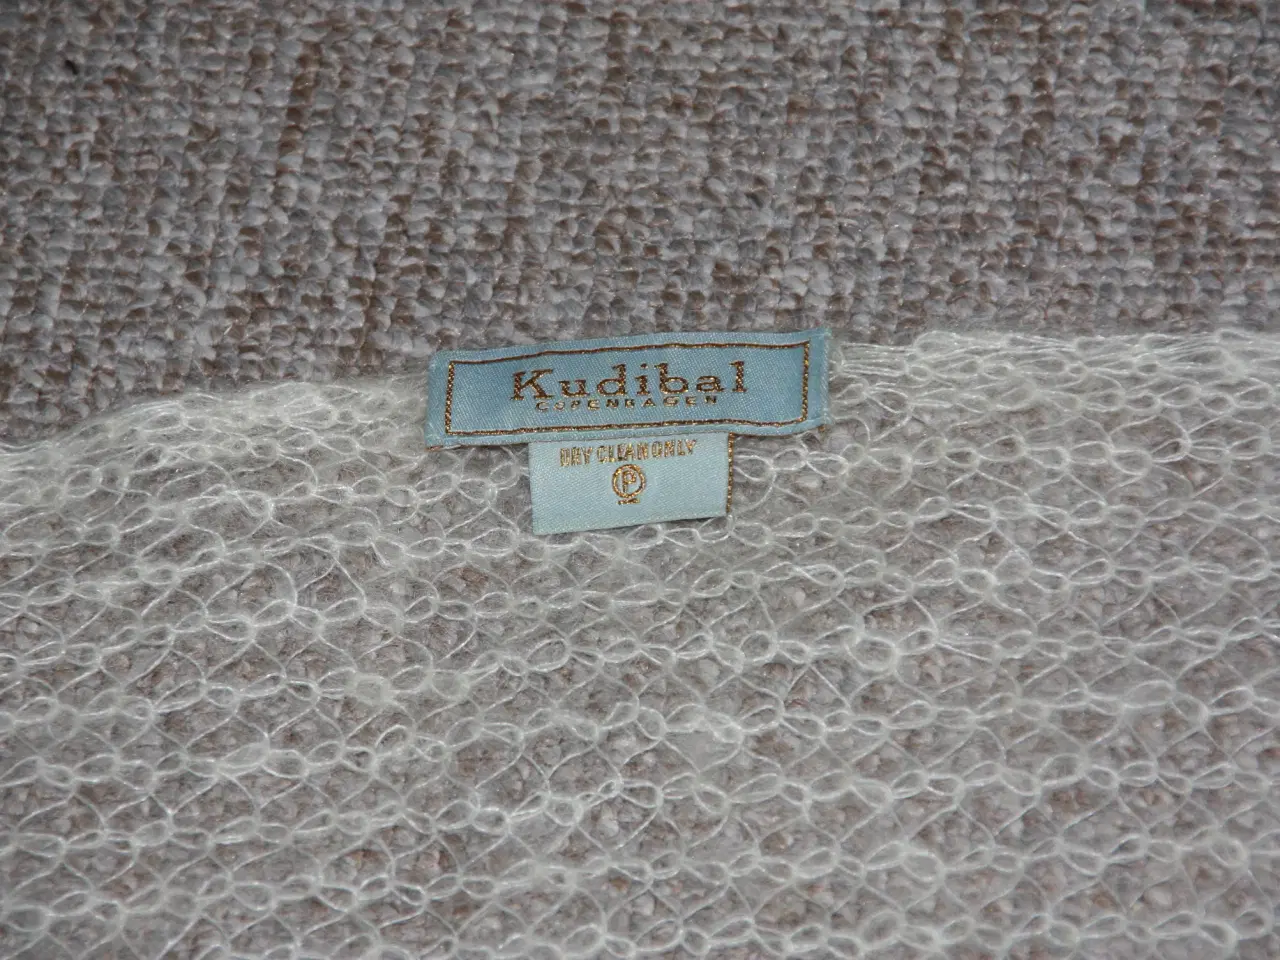 Kudibal
COPENHAGEN
DRY CLEAN ONLY
P